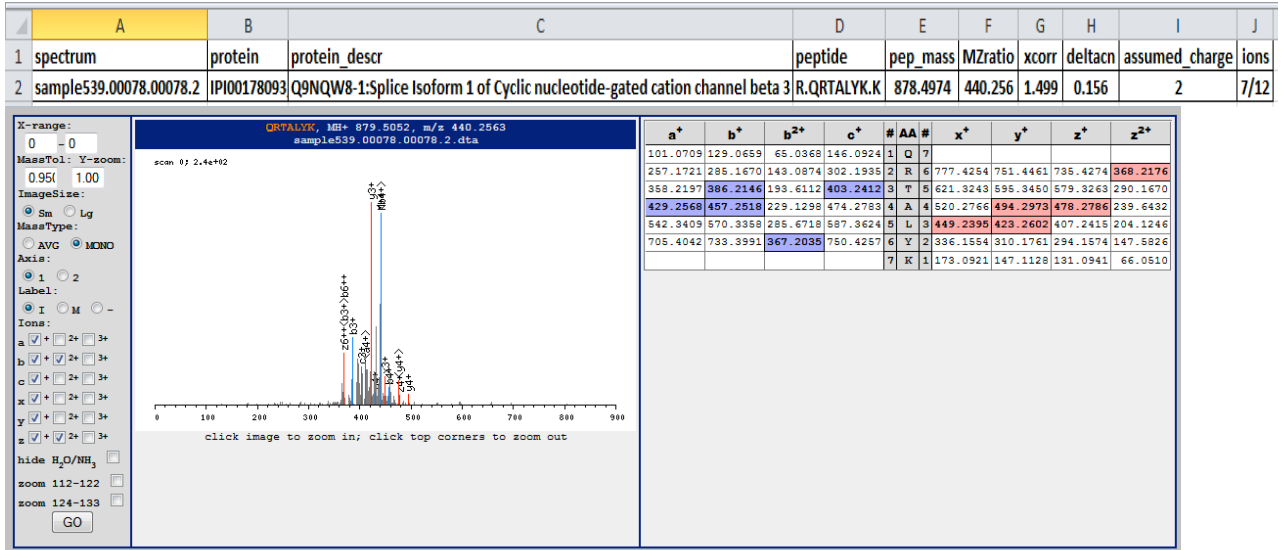 A B C D E F G H I J
1 spectrum protein protein_descr peptide pep_mass MZratio xcorr deltacn assumed_charge ions
2 sample539.00078.00078.2 IPI00178093 Q9NQW8-1:Splice Isoform 1 of Cyclic nucleotide-gated cation channel beta 3 R.QRTALYK.K 878.4974 440.256 1.499 0.156 2 7/12
X-range:
0 - 0
MassTol: Y-zoom:
0.950 1.00
ImageSize:
Sm Lg
MassType:
AVG MONO
Axis:
1 2
Label:
I M -
Ions:
a + 2+ 3+
b + 2+ 3+
c + 2+ 3+
x + 2+ 3+
y + 2+ 3+
z + 2+ 3+
hide H2O/NH3
zoom 112-122
zoom 124-133
GO
QRTALYK, MH+ 879.5052, m/z 440.2563
sample539.00078.00078.2.dta
scan 0; 2.4e+02
y3+
z6++<b3+>b6++
b3+
c3+
<a4+>
b4+
z4+<y4+>
y4+
0 100 200 300 400 500 600 700 800 900
click image to zoom in; click top corners to zoom out
a+ b+ b2+ c+ # AA # x+ y+ z+ z2+
101.0709 129.0659 65.0368 146.0924 1 Q 7
257.1721 285.1670 143.0874 302.1935 2 R 6 777.4254 751.4461 735.4274 368.2176
358.2197 386.2146 193.6112 403.2412 3 T 5 621.3243 595.3450 579.3263 290.1670
429.2568 457.2518 229.1298 474.2783 4 A 4 520.2766 494.2973 478.2786 239.6432
542.3409 570.3358 285.6718 587.3624 5 L 3 449.2395 423.2602 407.2415 204.1246
705.4042 733.3991 367.2035 750.4257 6 Y 2 336.1554 310.1761 294.1574 147.5826
7 K 1 173.0921 147.1128 131.0941 66.0510